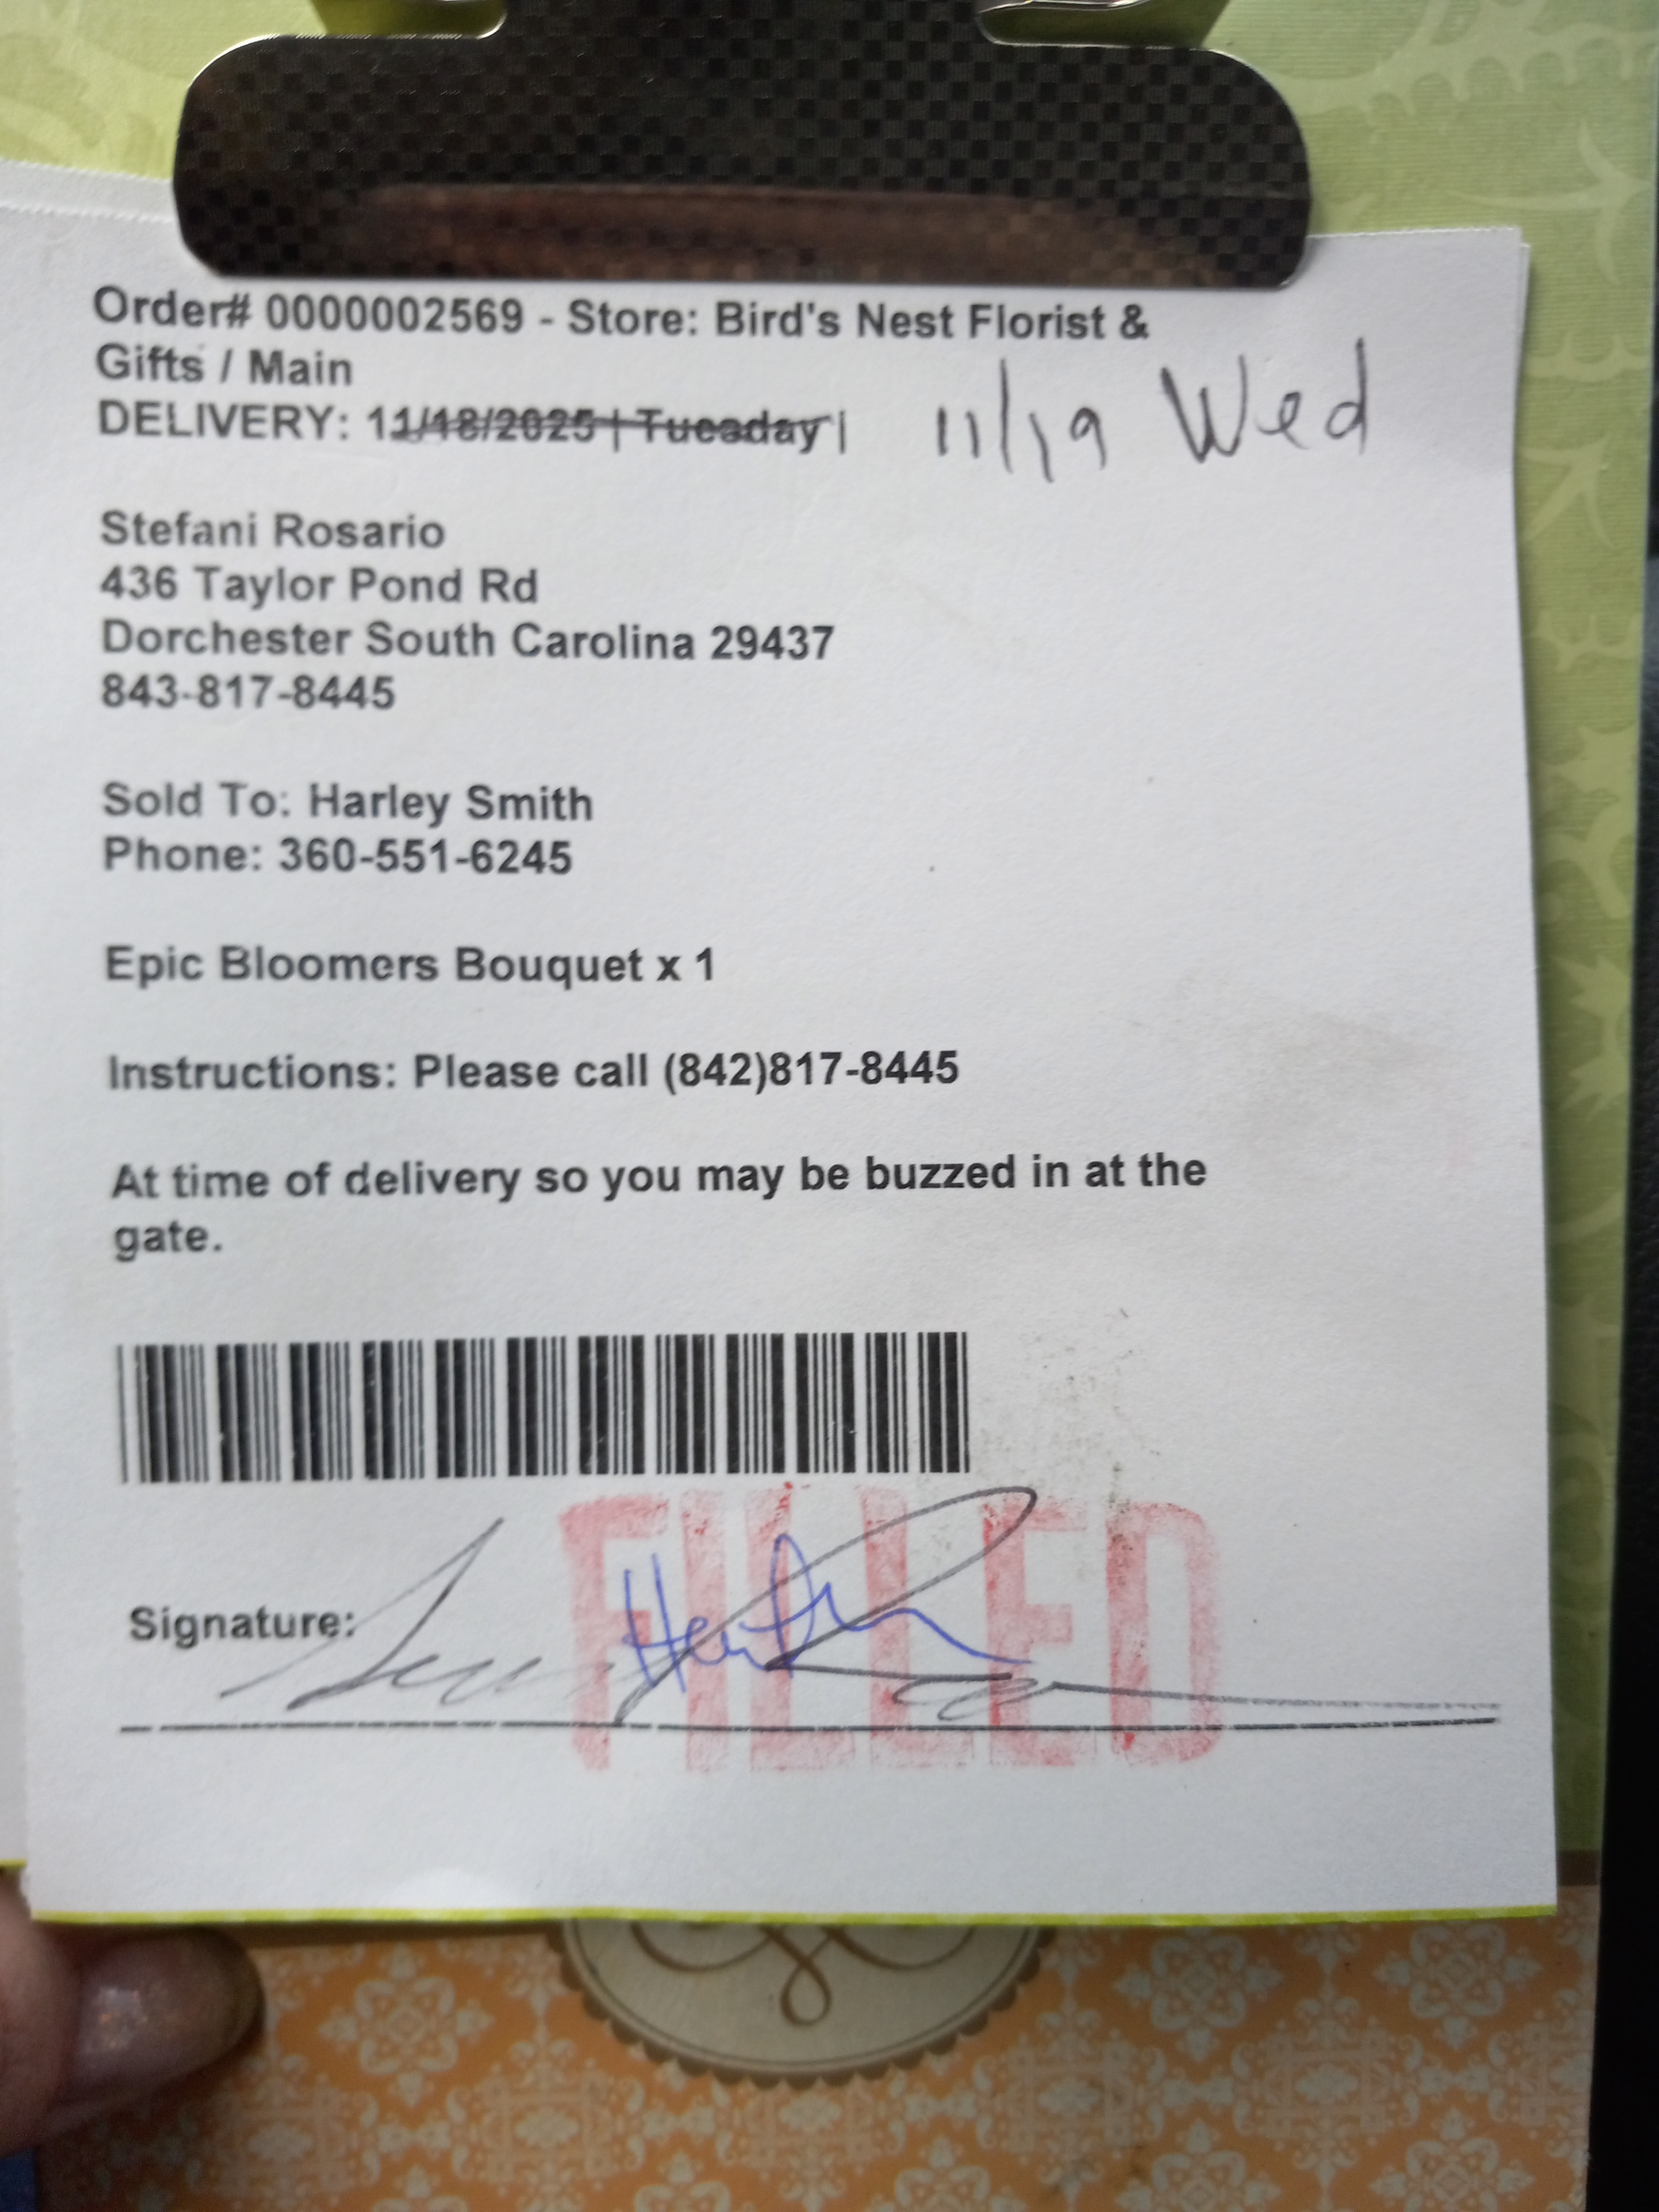 Order# 0000002569 - Store: Bird's Nest Florist &
Gifts / Main
DELIVERY: 11/18/2025 | Tuesday | 11/19 Wed
Stefani Rosario
436 Taylor Pond Rd
Dorchester South Carolina 29437
843-817-8445
Sold To: Harley Smith
Phone: 360-551-6245
Epic Bloomers Bouquet x 1
Instructions: Please call (842)817-8445
At time of delivery so you may be buzzed in at the
gate.
FILLED
Signature: